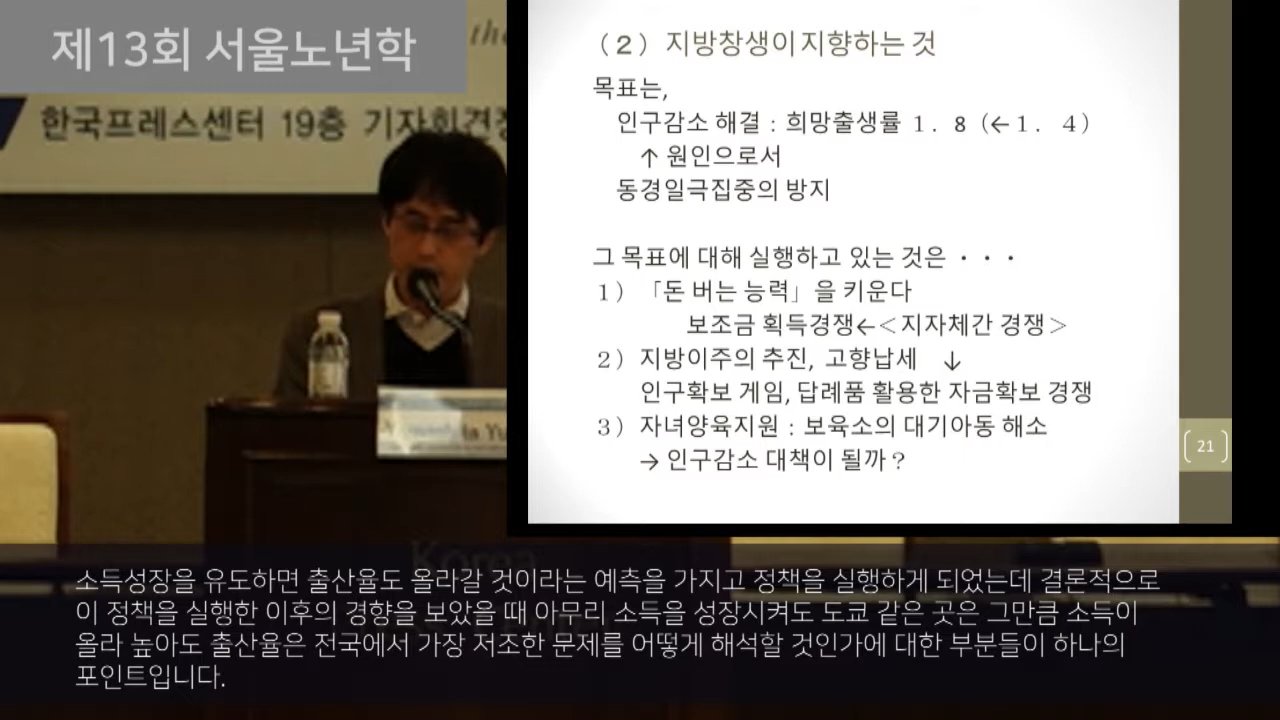 제13회 서울노년학
the
한국프레스센터 19층 기자회견장
Korea
(2) 지방창생이 지향하는 것
목표는,
인구감소 해결 : 희망출생률 1. 8 (←1. 4)
↑ 원인으로서
동경일극집중의 방지
그 목표에 대해 실행하고 있는 것은 · · ·
1) 「돈 버는 능력」을 키운다
보조금 획득경쟁←<지자체간 경쟁>
2) 지방이주의 추진, 고향납세 ↓
인구확보 게임, 답례품 활용한 자금확보 경쟁
3) 자녀양육지원 : 보육소의 대기아동 해소
→ 인구감소 대책이 될까?
21
소득성장을 유도하면 출산율도 올라갈 것이라는 예측을 가지고 정책을 실행하게 되었는데 결론적으로
이 정책을 실행한 이후의 경향을 보았을 때 아무리 소득을 성장시켜도 도쿄 같은 곳은 그만큼 소득이
올라 높아도 출산율은 전국에서 가장 저조한 문제를 어떻게 해석할 것인가에 대한 부분들이 하나의
포인트입니다.